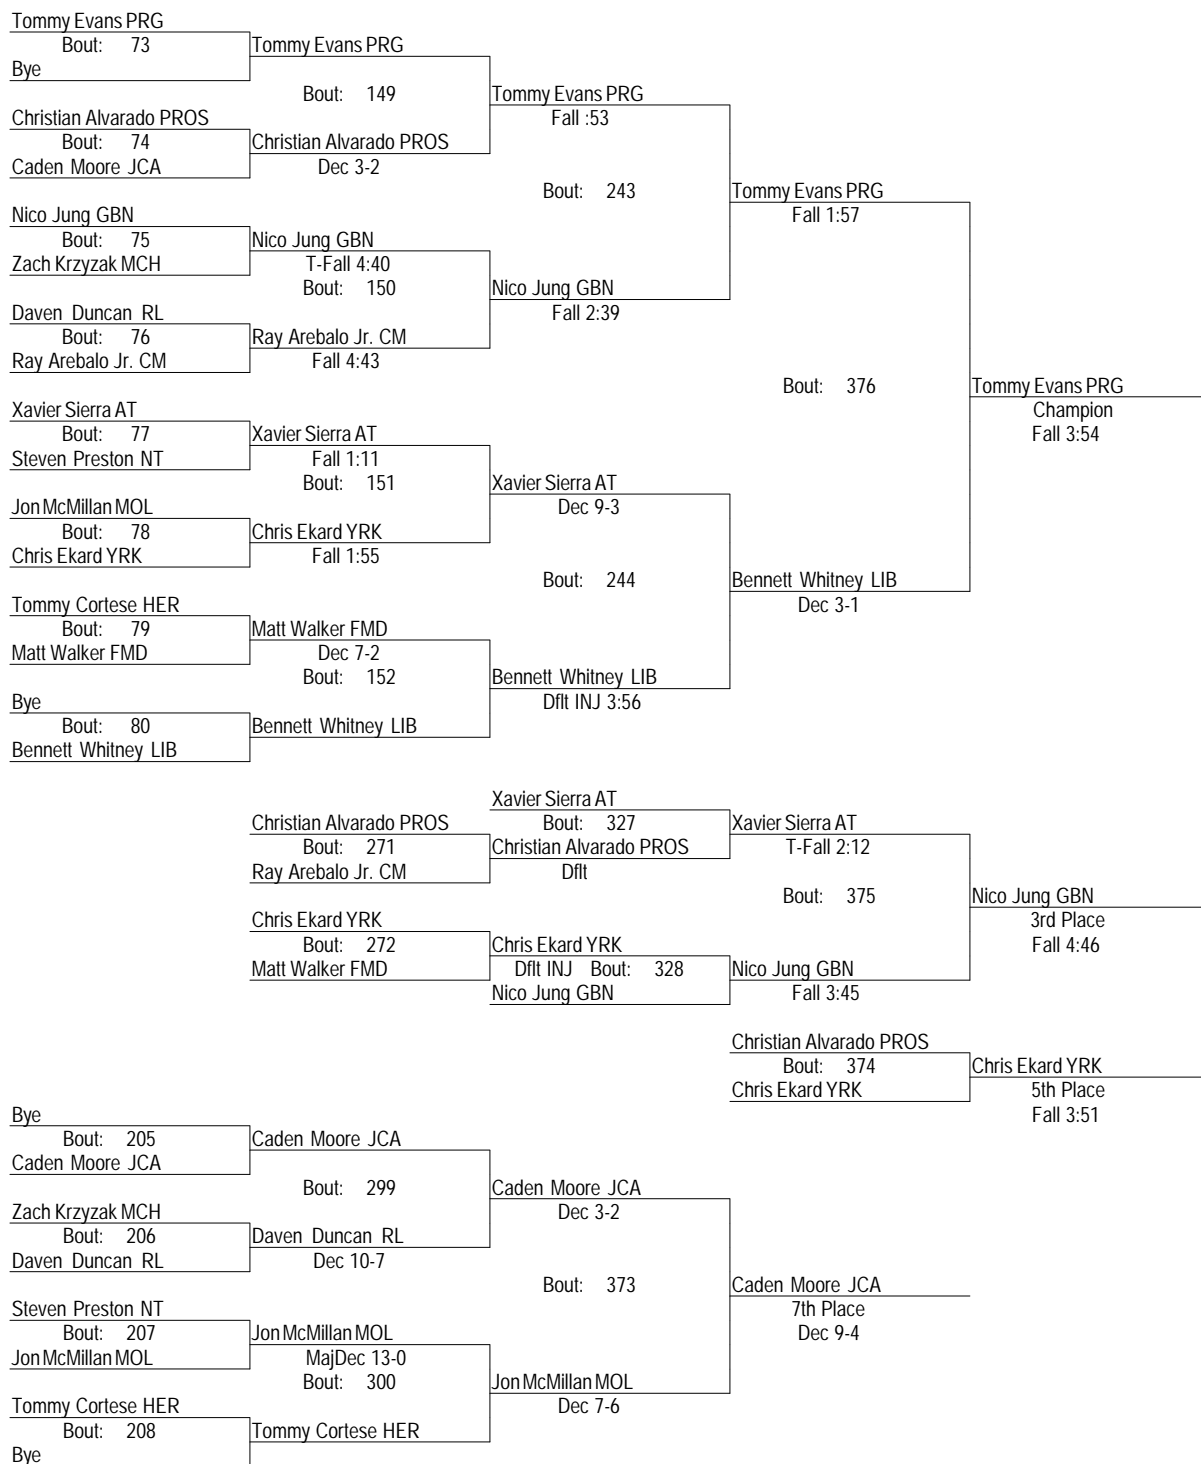 Tommy Evans PRG
Bout: 73
Tommy Evans PRG
Bye
Bout: 149
Tommy Evans PRG
Christian Alvarado PROS
Fall :53
Bout: 74
Christian Alvarado PROS
Caden Moore JCA
Dec 3-2
Bout: 243
Tommy Evans PRG
Nico Jung GBN
Fall 1:57
Bout: 75
Nico Jung GBN
Zach Krzyzak MCH
T-Fall 4:40
Bout: 150
Nico Jung GBN
Daven Duncan RL
Fall 2:39
Bout: 76
Ray Arebalo Jr. CM
Ray Arebalo Jr. CM
Fall 4:43
Bout: 376
Tommy Evans PRG
Xavier Sierra AT
Champion
Bout: 77
Xavier Sierra AT
Fall 3:54
Steven Preston NT
Fall 1:11
Bout: 151
Xavier Sierra AT
Jon McMillan MOL
Dec 9-3
Bout: 78
Chris Ekard YRK
Chris Ekard YRK
Fall 1:55
Bout: 244
Bennett Whitney LIB
Tommy Cortese HER
Dec 3-1
Bout: 79
Matt Walker FMD
Matt Walker FMD
Dec 7-2
Bout: 152
Bennett Whitney LIB
Bye
Dflt INJ 3:56
Bout: 80
Bennett Whitney LIB
Bennett Whitney LIB
Xavier Sierra AT
Christian Alvarado PROS
Bout: 327
Xavier Sierra AT
Bout: 271
Christian Alvarado PROS
T-Fall 2:12
Ray Arebalo Jr. CM
Dflt
Bout: 375
Nico Jung GBN
Chris Ekard YRK
3rd Place
Bout: 272
Chris Ekard YRK
Fall 4:46
Matt Walker FMD
Dflt INJ Bout: 328
Nico Jung GBN
Nico Jung GBN
Fall 3:45
Christian Alvarado PROS
Bout: 374
Chris Ekard YRK
Chris Ekard YRK
5th Place
Fall 3:51
Bye
Bout: 205
Caden Moore JCA
Caden Moore JCA
Bout: 299
Caden Moore JCA
Zach Krzyzak MCH
Dec 3-2
Bout: 206
Daven Duncan RL
Daven Duncan RL
Dec 10-7
Bout: 373
Caden Moore JCA
Steven Preston NT
7th Place
Bout: 207
Jon McMillan MOL
Dec 9-4
Jon McMillan MOL
MajDec 13-0
Bout: 300
Jon McMillan MOL
Tommy Cortese HER
Dec 7-6
Bout: 208
Tommy Cortese HER
Bye